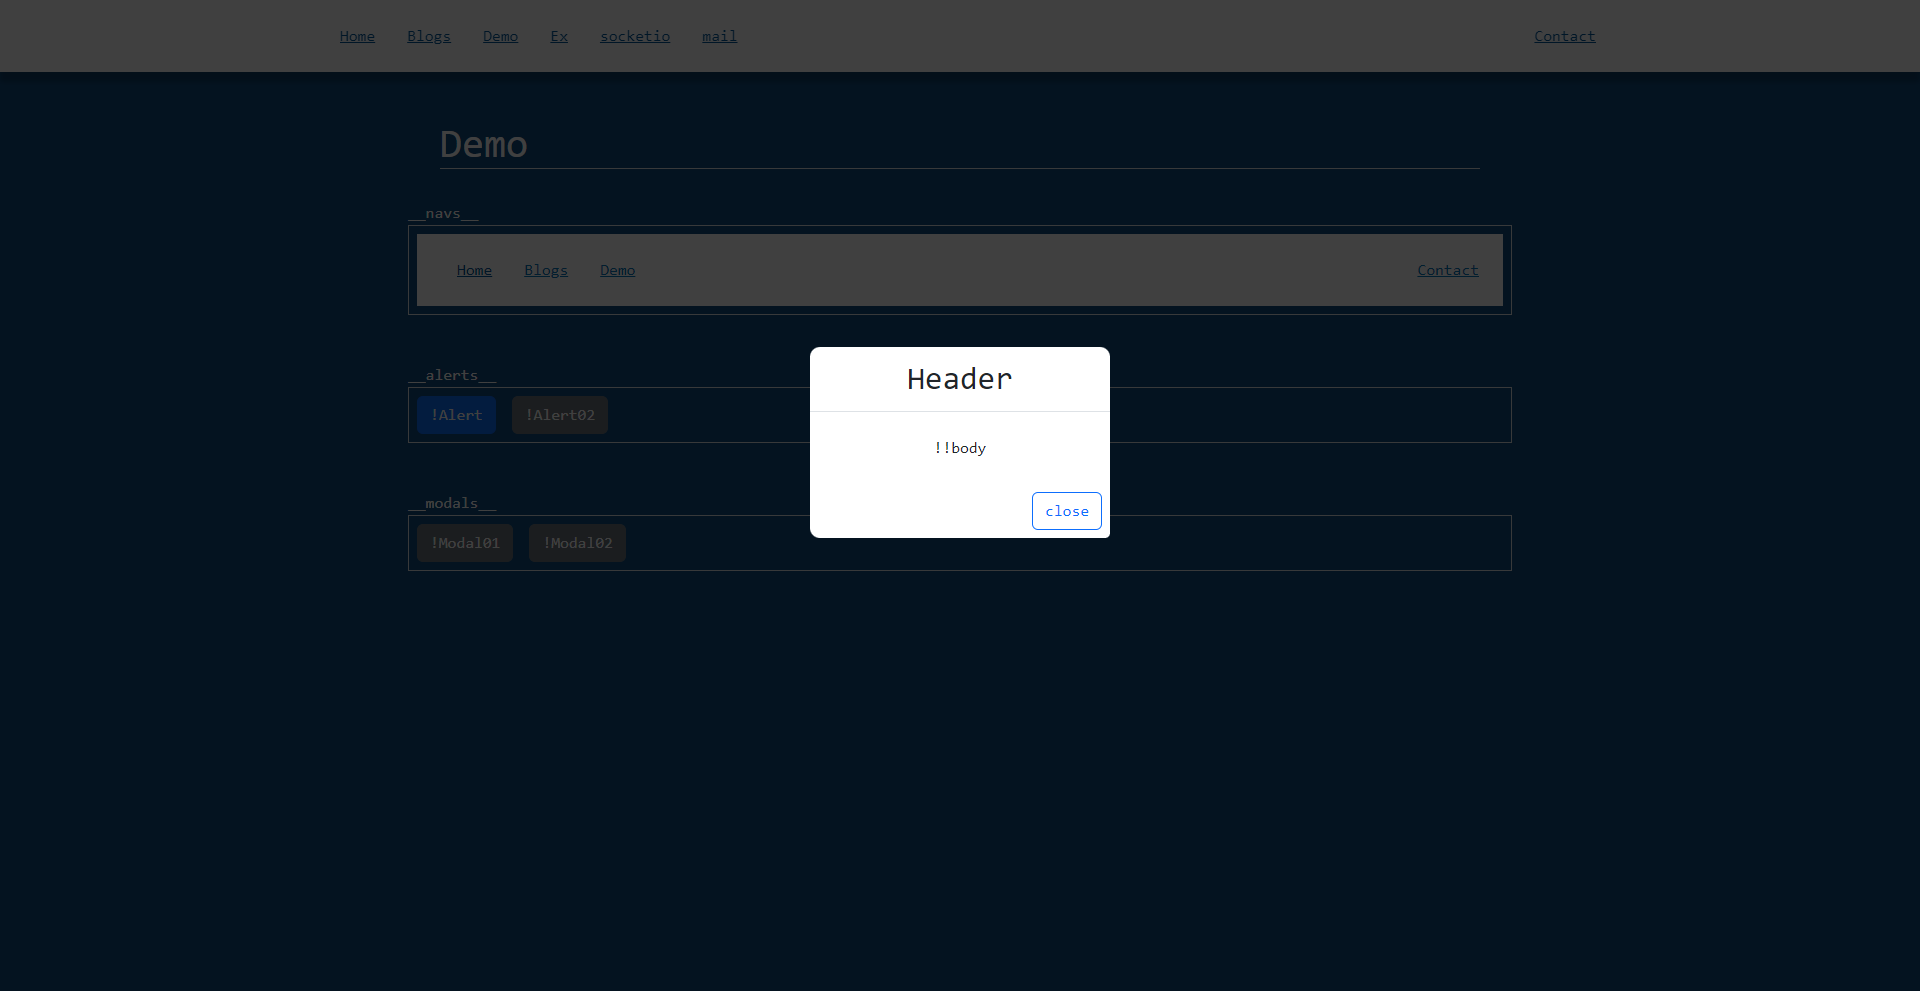 Home Blogs Demo Ex socketio mail Contact
Demo
__navs__
Home Blogs Demo Contact
__alerts__
!Alert !Alert02
__modals__
!Modal01 !Modal02
Header
!!body
close